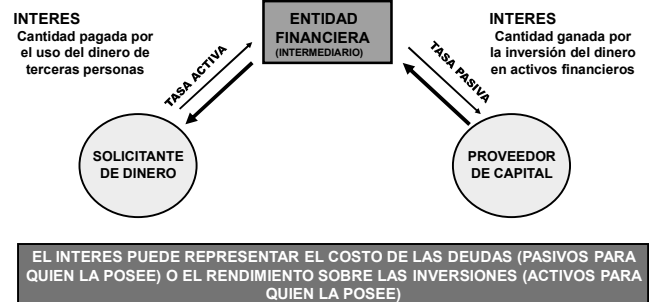 INTERES
Cantidad pagada por
el uso del dinero de
terceras personas
ENTIDAD
FINANCIERA
(INTERMEDIARIO)
INTERES
Cantidad ganada por
la inversión del dinero
en activos financieros
TASA ACTIVA
TASA PASIVA
SOLICITANTE
DE DINERO
PROVEEDOR
DE CAPITAL
EL INTERES PUEDE REPRESENTAR EL COSTO DE LAS DEUDAS (PASIVOS PARA
QUIEN LA POSEE) O EL RENDIMIENTO SOBRE LAS INVERSIONES (ACTIVOS PARA
QUIEN LA POSEE)